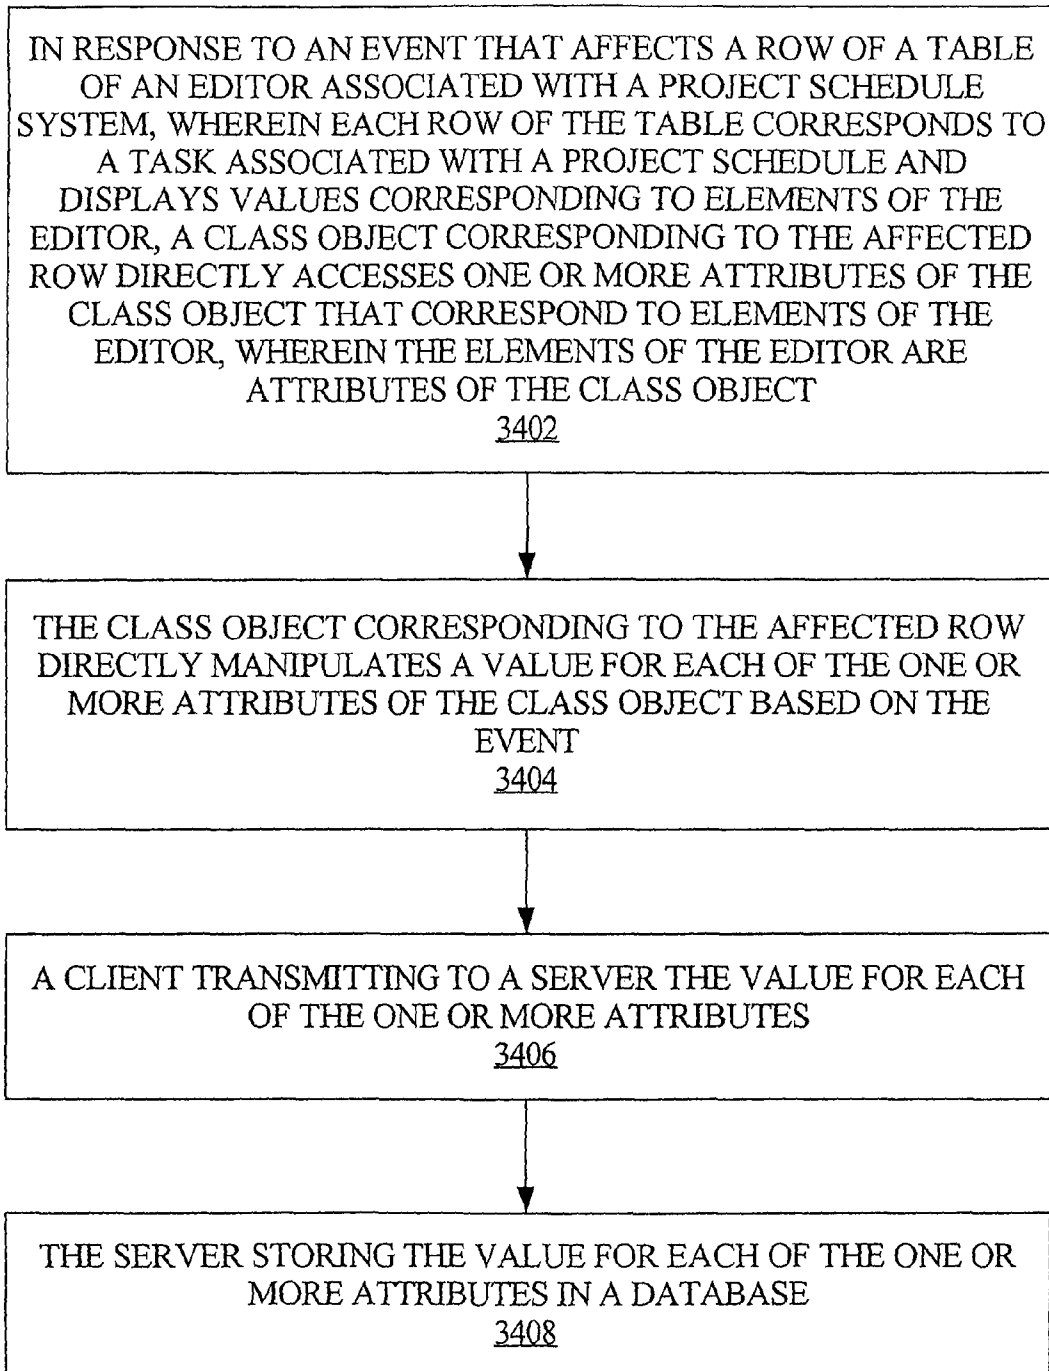 IN RESPONSE TO AN EVENT THAT AFFECTS A ROW OF A TABLE
OF AN EDITOR ASSOCIATED WITH A PROJECT SCHEDULE
SYSTEM, WHEREIN EACH ROW OF THE TABLE CORRESPONDS TO
A TASK ASSOCIATED WITH A PROJECT SCHEDULE AND
DISPLAYS VALUES CORRESPONDING TO ELEMENTS OF THE
EDITOR, A CLASS OBJECT CORRESPONDING TO THE AFFECTED
ROW DIRECTLY ACCESSES ONE OR MORE ATTRIBUTES OF THE
CLASS OBJECT THAT CORRESPOND TO ELEMENTS OF THE
EDITOR, WHEREIN THE ELEMENTS OF THE EDITOR ARE
ATTRIBUTES OF THE CLASS OBJECT
3402
THE CLASS OBJECT CORRESPONDING TO THE AFFECTED ROW
DIRECTLY MANIPULATES A VALUE FOR EACH OF THE ONE OR
MORE ATTRIBUTES OF THE CLASS OBJECT BASED ON THE
EVENT
3404
A CLIENT TRANSMITTING TO A SERVER THE VALUE FOR EACH
OF THE ONE OR MORE ATTRIBUTES
3406
THE SERVER STORING THE VALUE FOR EACH OF THE ONE OR
MORE ATTRIBUTES IN A DATABASE
3408